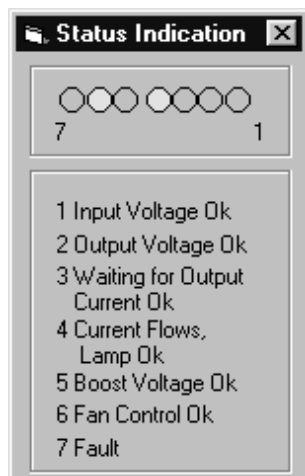 Status Indication
7 1
1 Input Voltage Ok
2 Output Voltage Ok
3 Waiting for Output
Current Ok
4 Current Flows,
Lamp Ok
5 Boost Voltage Ok
6 Fan Control Ok
7 Fault